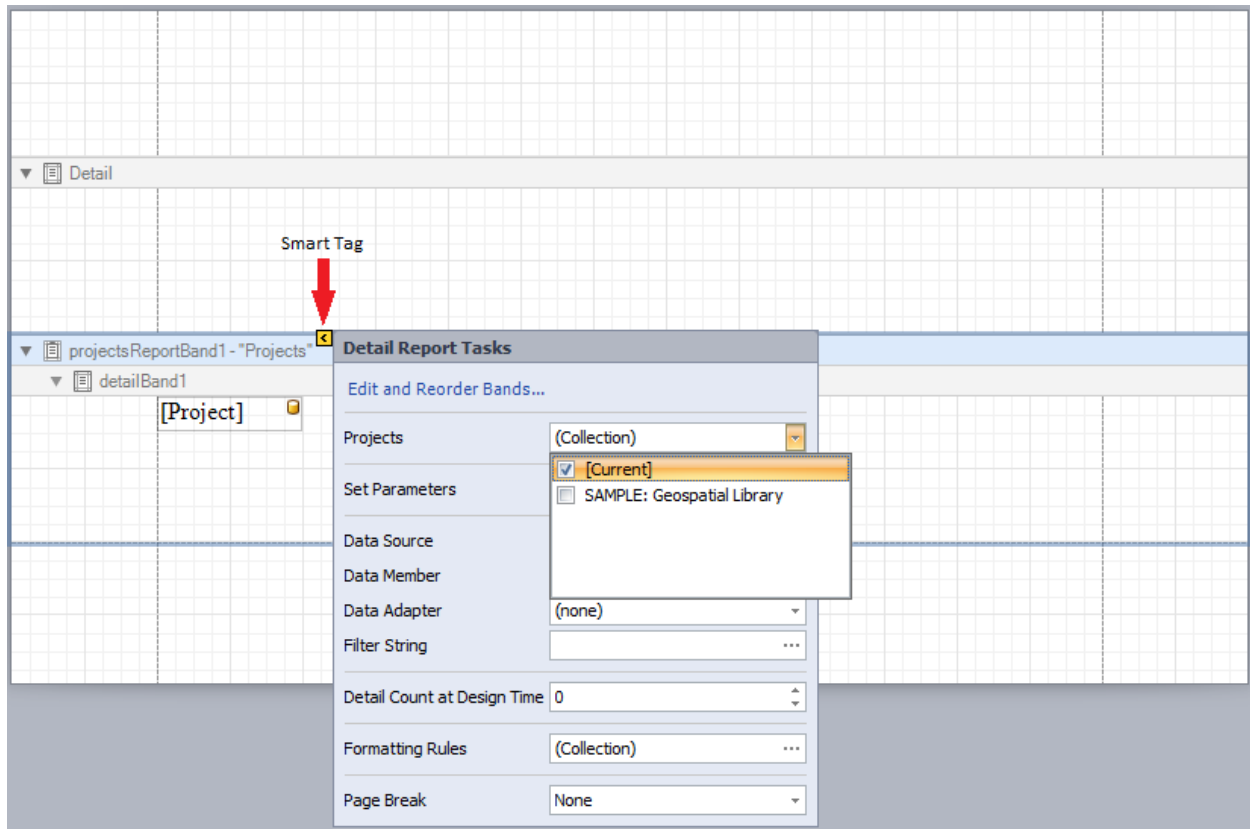 Detail
Smart Tag
projectsReportBand1 - "Projects"
Detail Report Tasks
detailBand1
Edit and Reorder Bands...
[Project]
Projects (Collection)
[Current]
Set Parameters
SAMPLE: Geospatial Library
Data Source
Data Member
Data Adapter (none)
Filter String ...
Detail Count at Design Time 0
Formatting Rules (Collection) ...
Page Break None